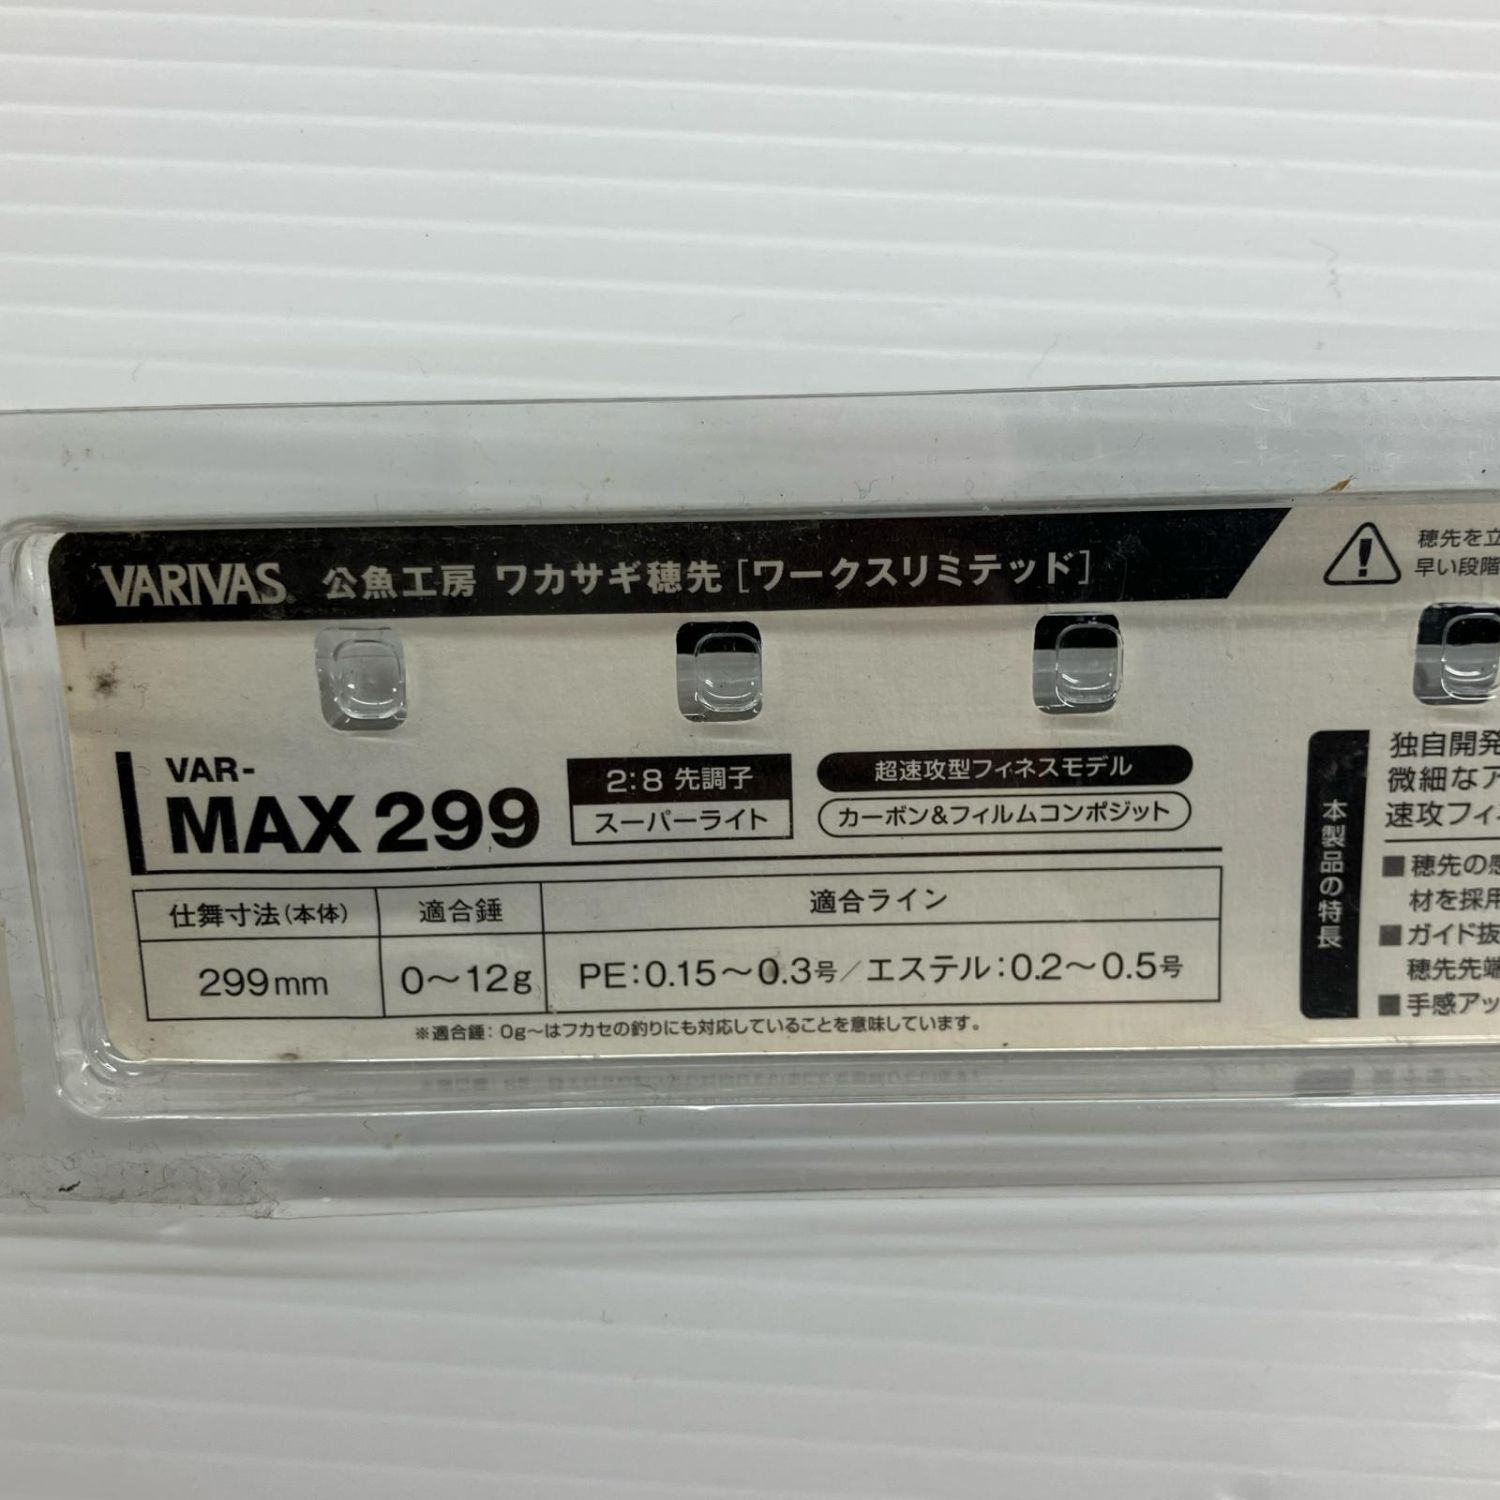 VARIVAS 公魚工房 ワカサギ穂先 [ワークスリミテッド]
穂先を立
早い段階
VAR-
MAX 299
2:8 先調子
スーパーライト
超速攻型フィネスモデル
カーボン&フィルムコンポジット
仕舞寸法(本体) 適合錘 適合ライン
299mm 0～12g PE:0.15～0.3号/エステル:0.2～0.5号
※適合錘:0g～はフカセの釣りにも対応していることを意味しています。
本製品の特長
独自開発
微細なア
速攻フィ
■穂先の感
材を採用
■ガイド抜
穂先先端
■手感アッ